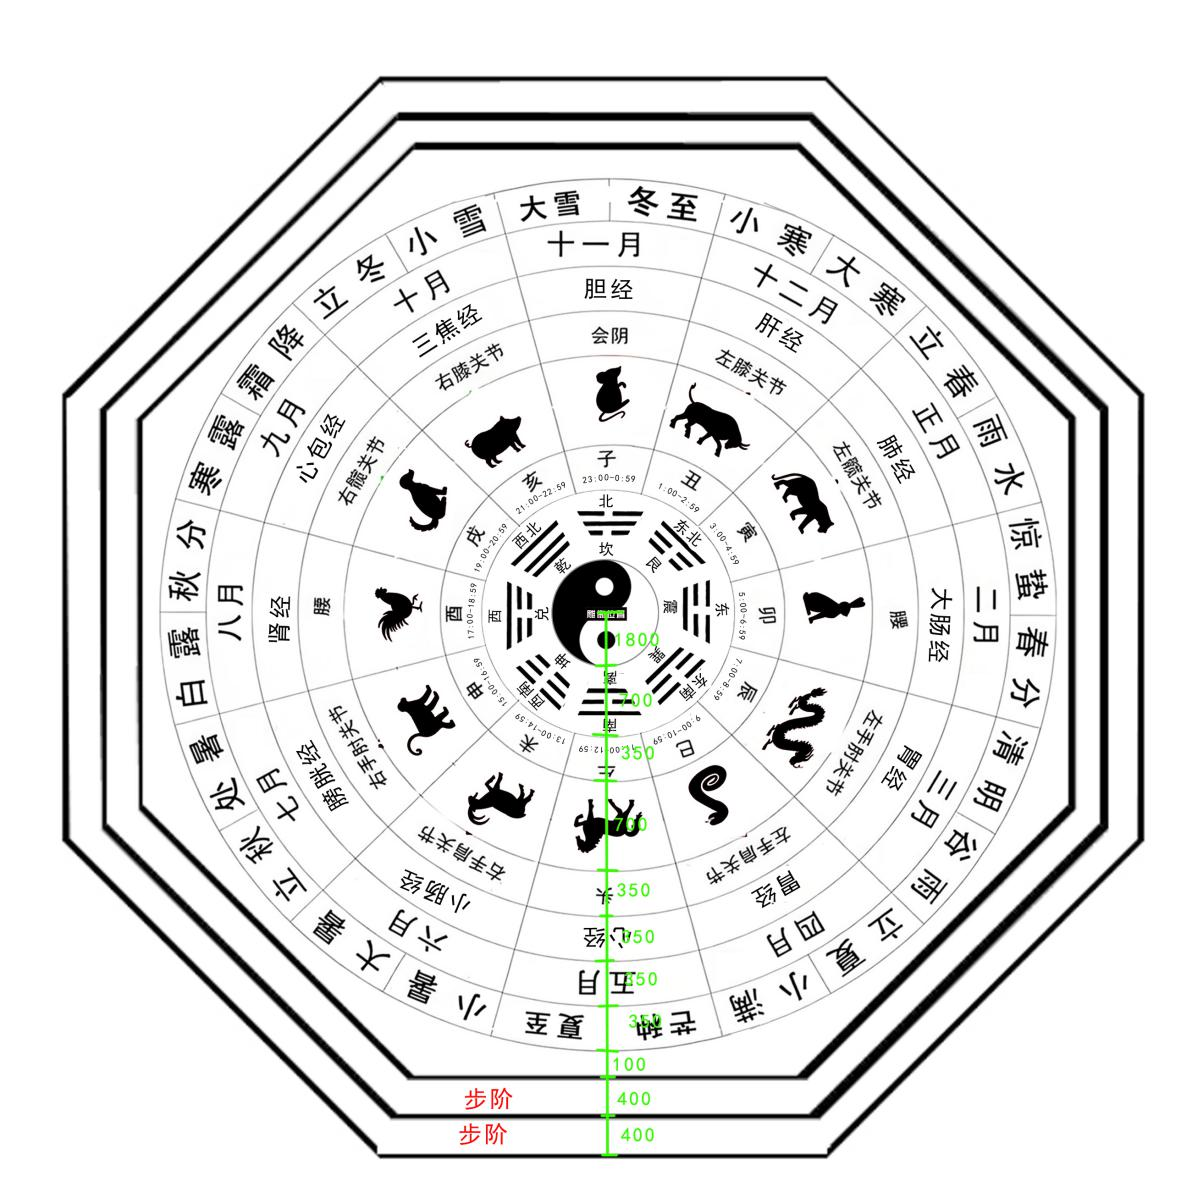 大雪
冬至
小寒
大寒
立春
雨水
惊蛰
春分
清明
谷雨
立夏
小满
芒种
夏至
小暑
大暑
立秋
处暑
白露
秋分
寒露
霜降
立冬
小雪
十一月
十二月
正月
二月
三月
四月
五月
六月
七月
八月
九月
十月
胆经
肝经
肺经
大肠经
胃经
胃经
心经
小肠经
膀胱经
肾经
心包经
三焦经
会阴
左膝关节
左髋关节
腰
左手肘关节
左手肩关节
头
右手肩关节
右手肘关节
腰
右髋关节
右膝关节
子
丑
寅
卯
辰
巳
午
未
申
酉
戌
亥
23:00-0:59
1:00-2:59
3:00-4:59
5:00-6:59
7:00-8:59
9:00-10:59
11:00-12:59
13:00-14:59
15:00-16:59
17:00-18:59
19:00-20:59
21:00-22:59
北
东北
东
东南
南
西南
西
西北
坎
艮
震
巽
离
坤
兑
乾
1800
700
350
700
350
350
350
350
100
步阶
400
步阶
400